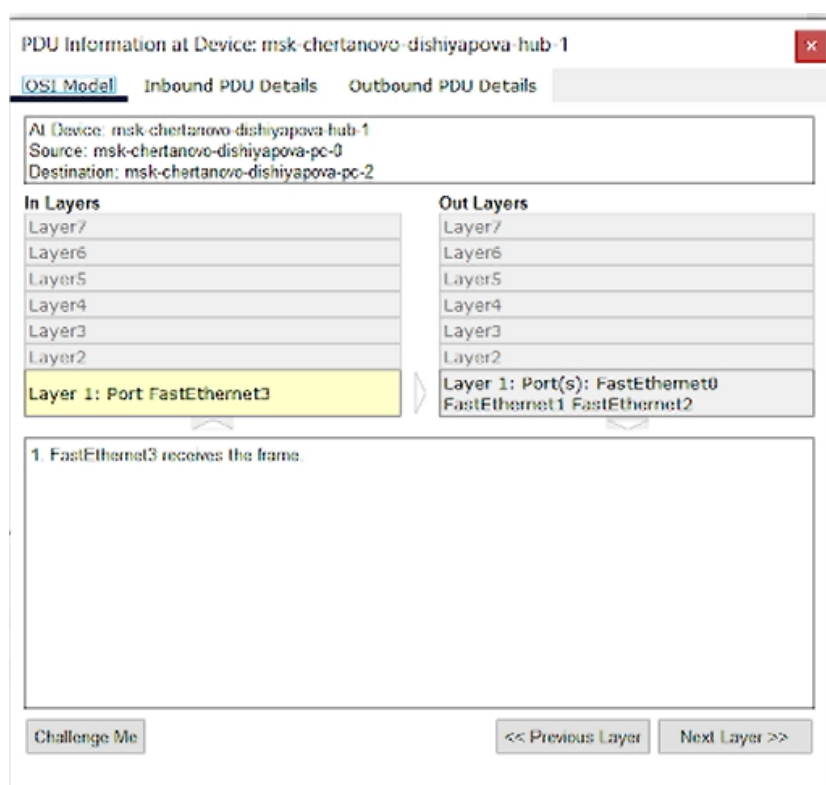 PDU Information at Device: msk-chertanovo-dishiyapova-hub-1
OSI Model Inbound PDU Details Outbound PDU Details
At Device: msk-chertanovo-dishiyapova-hub-1
Source: msk-chertanovo-dishiyapova-pc-0
Destination: msk-chertanovo-dishiyapova-pc-2
In Layers
Layer7
Layer6
Layer5
Layer4
Layer3
Layer2
Layer 1: Port FastEthernet3
Out Layers
Layer7
Layer6
Layer5
Layer4
Layer3
Layer2
Layer 1: Port(s): FastEthernet0
FastEthernet1 FastEthernet2
1. FastEthernet3 receives the frame.
Challenge Me << Previous Layer Next Layer >>